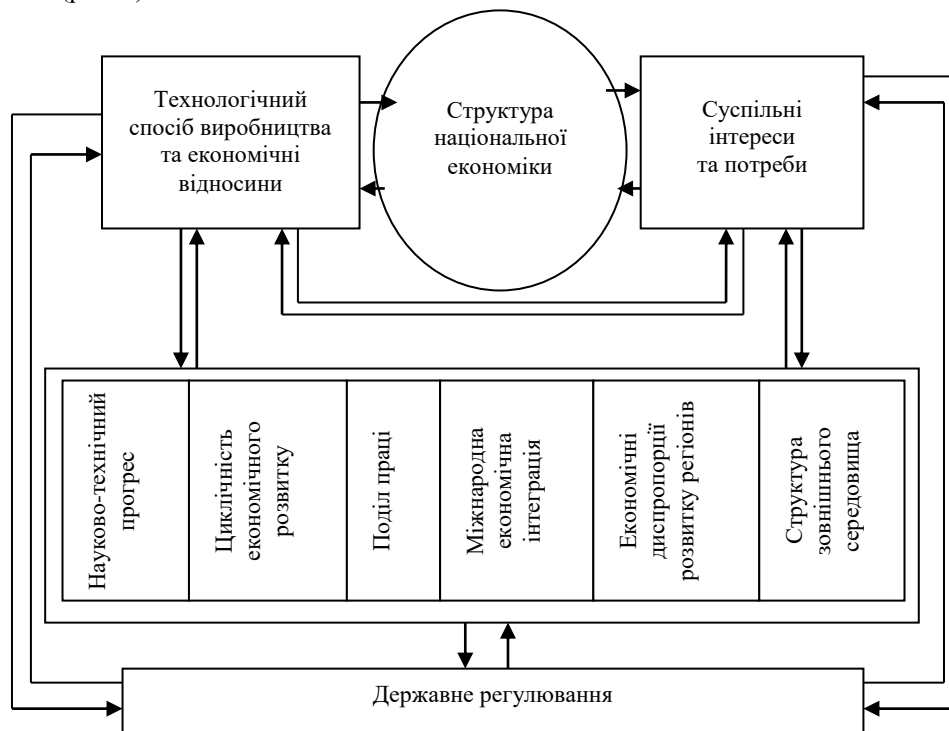 Технологічний
спосіб виробництва
та економічні
відносини
Структура
національної
економіки
Суспільні
інтереси
та потреби
Науково-технічний
прогрес
Циклічність
економічного
розвитку
Поділ праці
Міжнародна
економічна
інтеграція
Економічні
диспропорції
розвитку регіонів
Структура
зовнішнього
середовища
Державне регулювання